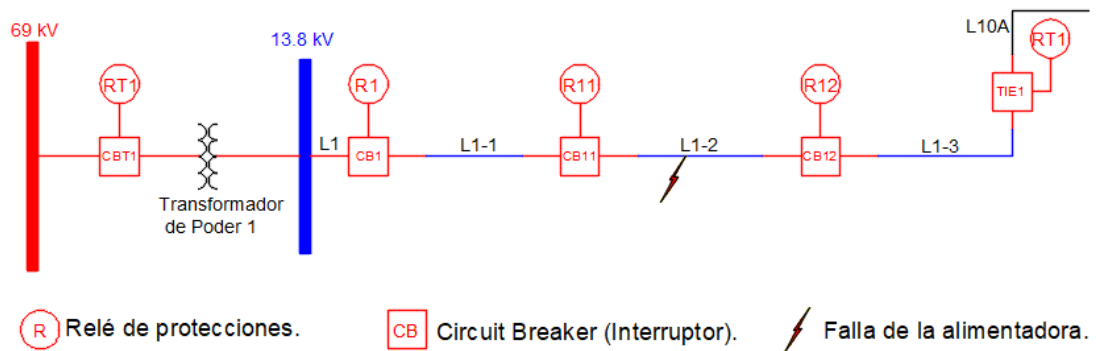 69 kV
13.8 kV
L10A
RT1
RT1
R1
R11
R12
TIE1
CBT1
L1
CB1
L1-1
CB11
L1-2
CB12
L1-3
Transformador
de Poder 1
R Relé de protecciones.
CB Circuit Breaker (Interruptor).
Falla de la alimentadora.